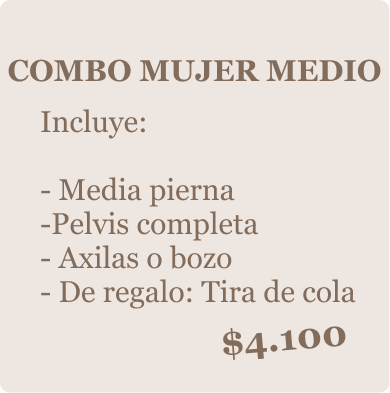 COMBO MUJER MEDIO
Incluye:
- Media pierna
-Pelvis completa
- Axilas o bozo
- De regalo: Tira de cola
$4.100